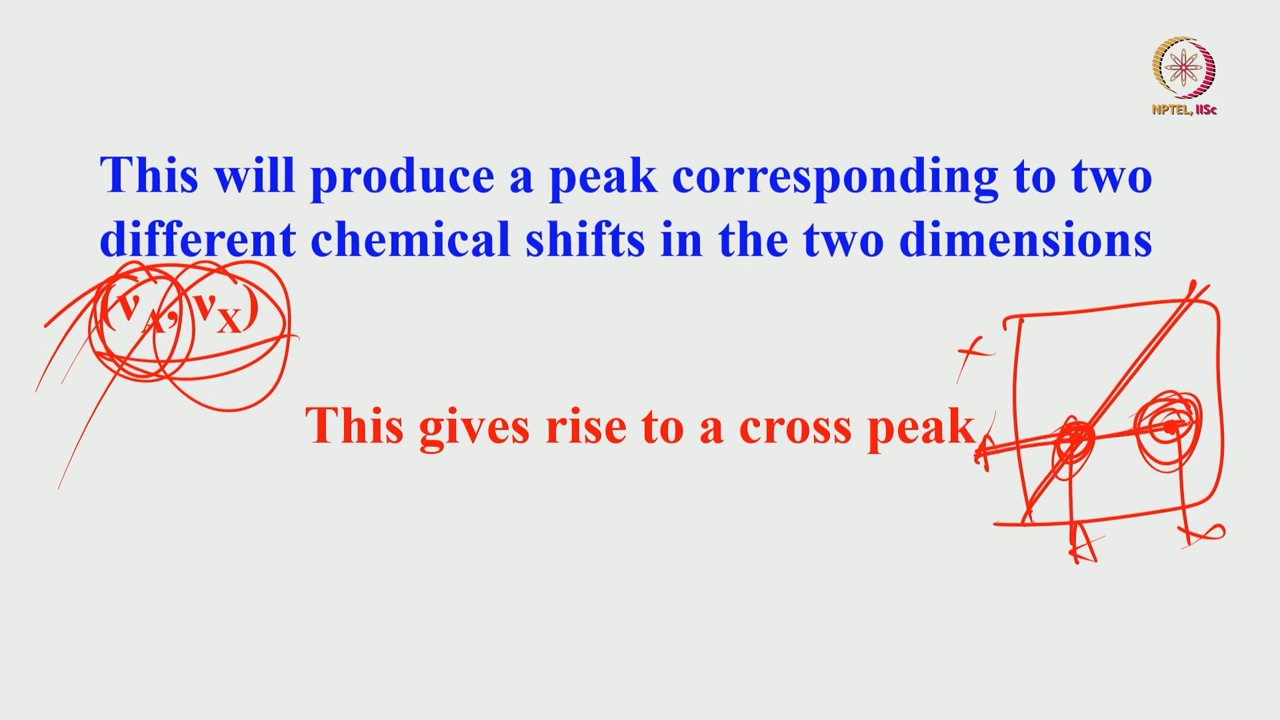 NPTEL, IISc
This will produce a peak corresponding to two
different chemical shifts in the two dimensions
(νA, νX)
X
This gives rise to a cross peak
A
A
X